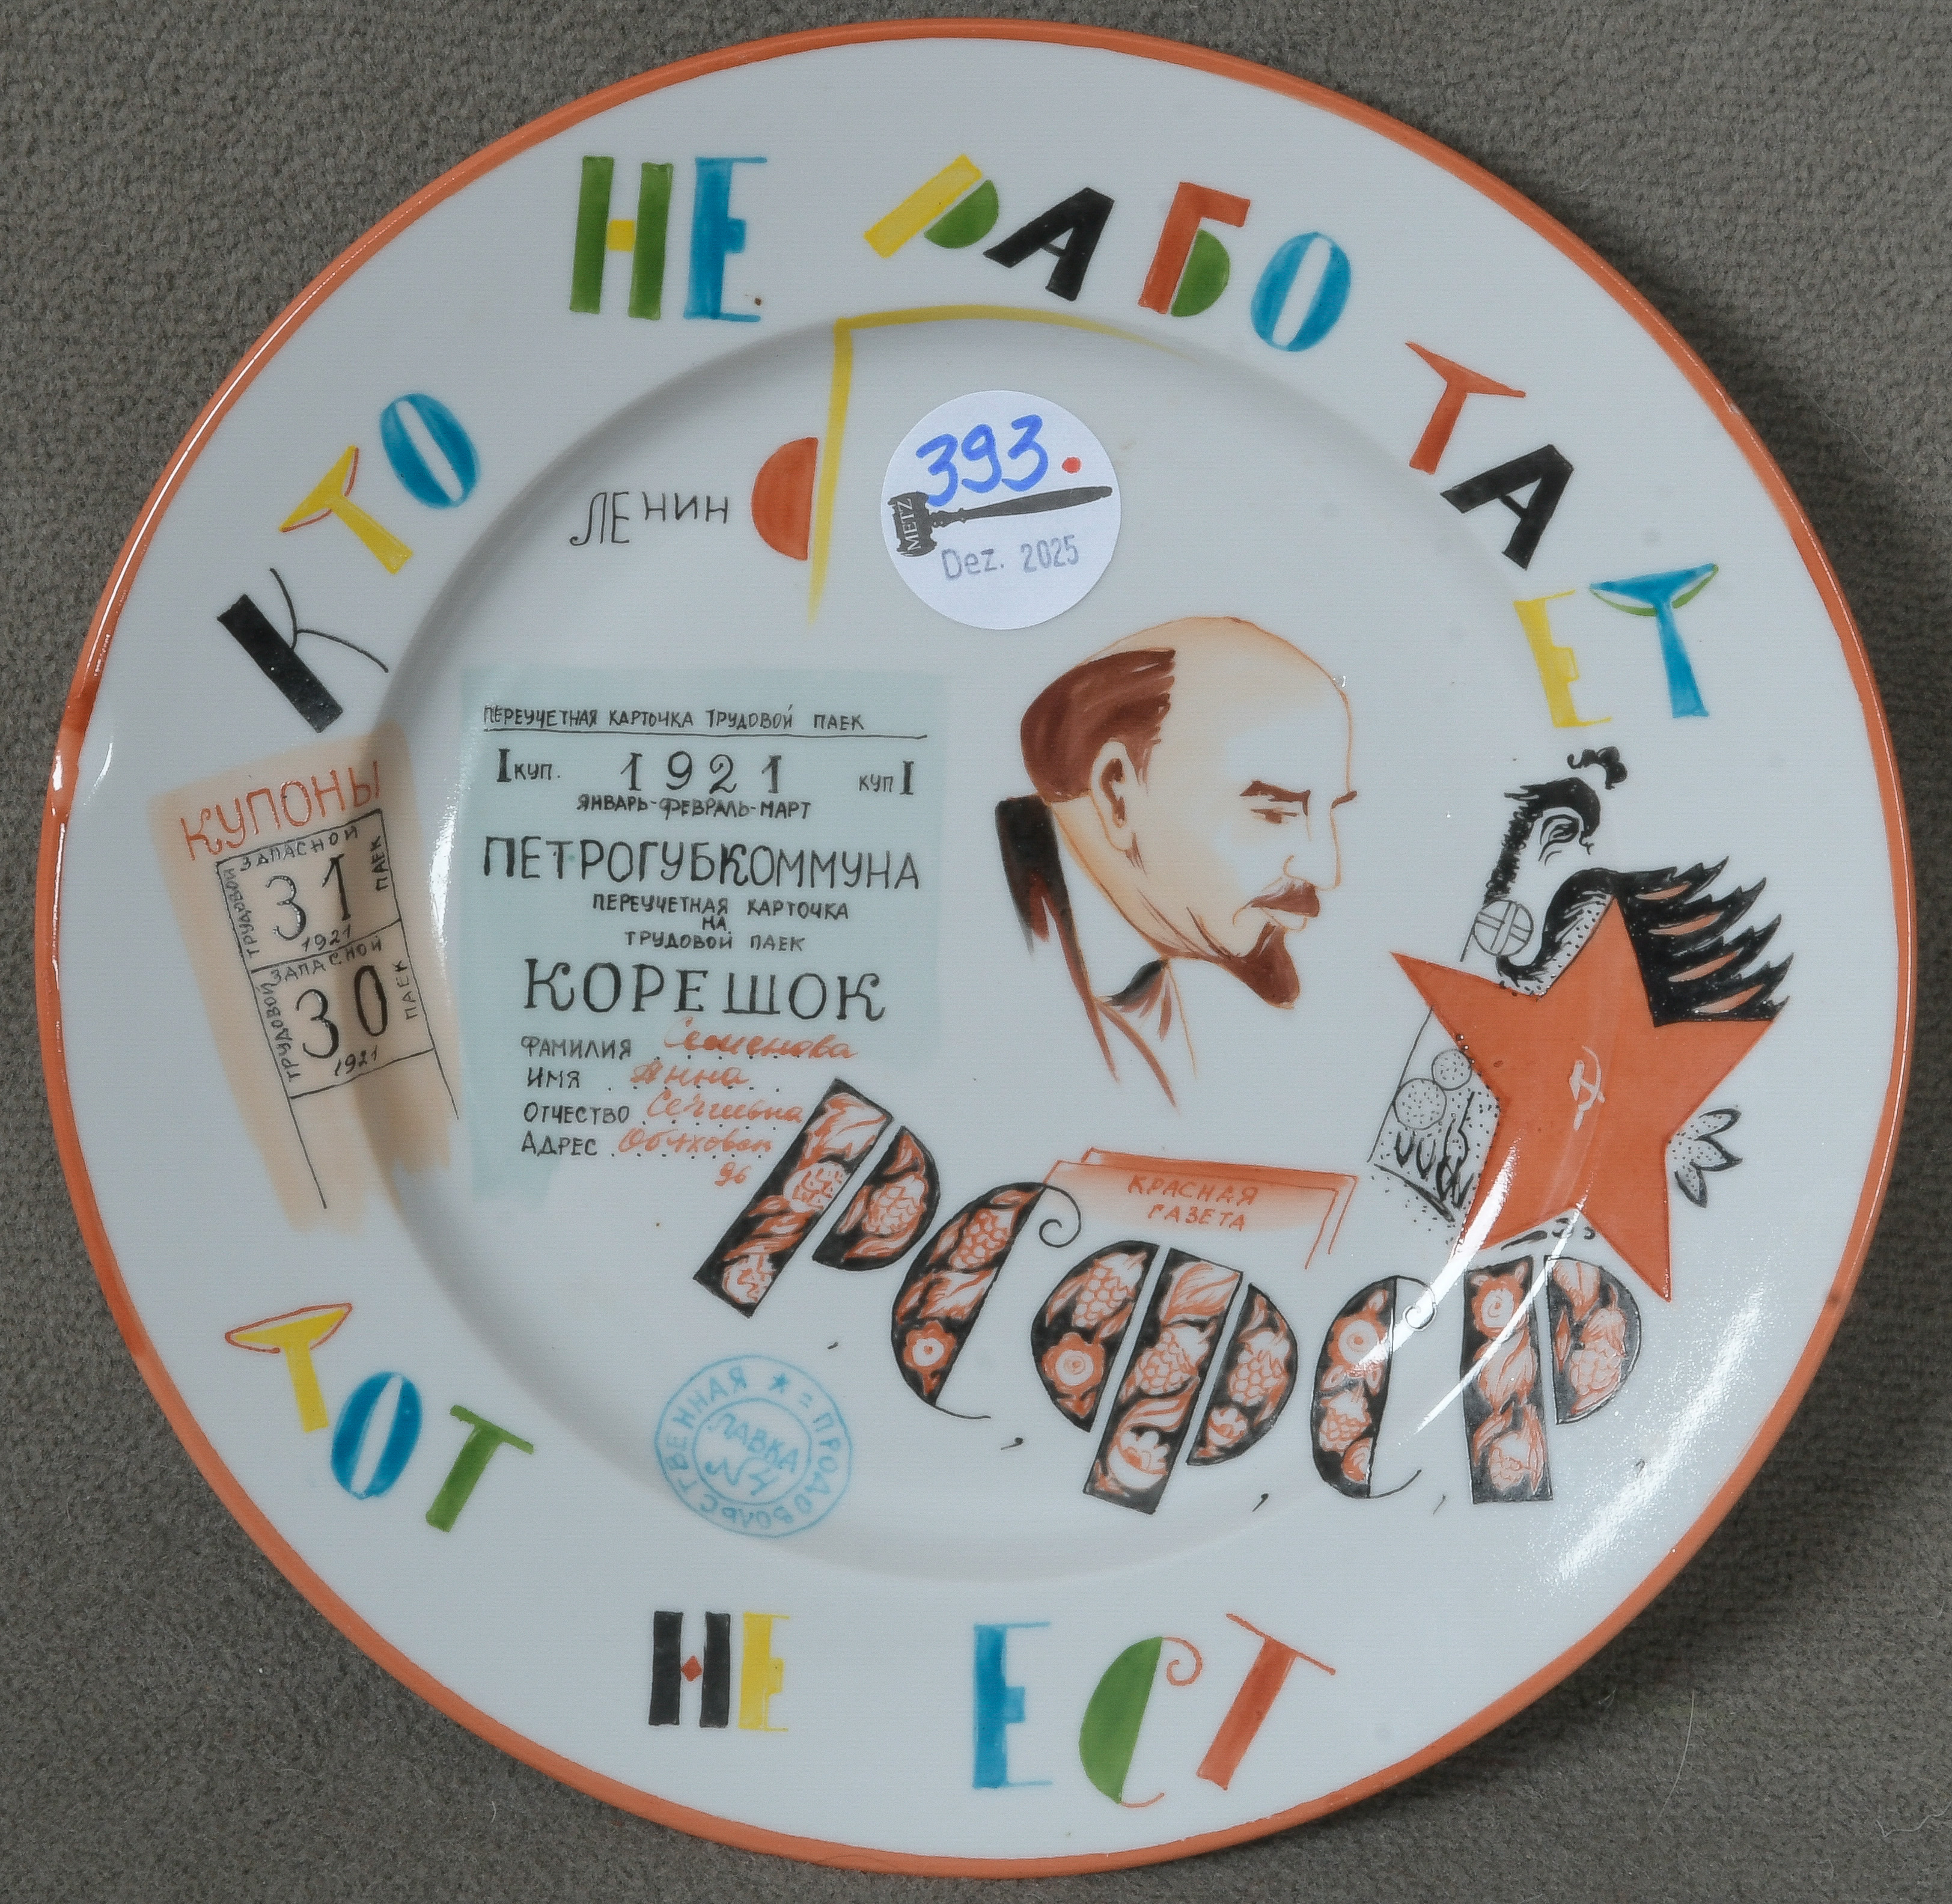 КТО НЕ РАБОТАЕТ
ТОТ НЕ ЕСТ
ЛЕНИН
393.
METZ
Dez. 2025
ПЕРЕУЧЕТНАЯ КАРТОЧКА ТРУДОВОЙ ПАЕК
I КУП. 1921 КУП I
ЯНВАРЬ-ФЕВРАЛЬ-МАРТ
ПЕТРОГУБКОММУНА
ПЕРЕУЧЕТНАЯ КАРТОЧКА
НА
ТРУДОВОЙ ПАЕК
КОРЕШОК
ФАМИЛИЯ Семенова
ИМЯ Анна
ОТЧЕСТВО
АДРЕС
96
КУПОНЫ
ЗАПАСНОЙ
ТРУДОВОЙ 31 ПАЕК
1921
ЗАПАСНОЙ
ТРУДОВОЙ 30 ПАЕК
1921
КРАСНАЯ
ГАЗЕТА
Р,С,Ф,С,Р,
ПРОДОВОЛЬСТВЕННАЯ
ЛАВКА